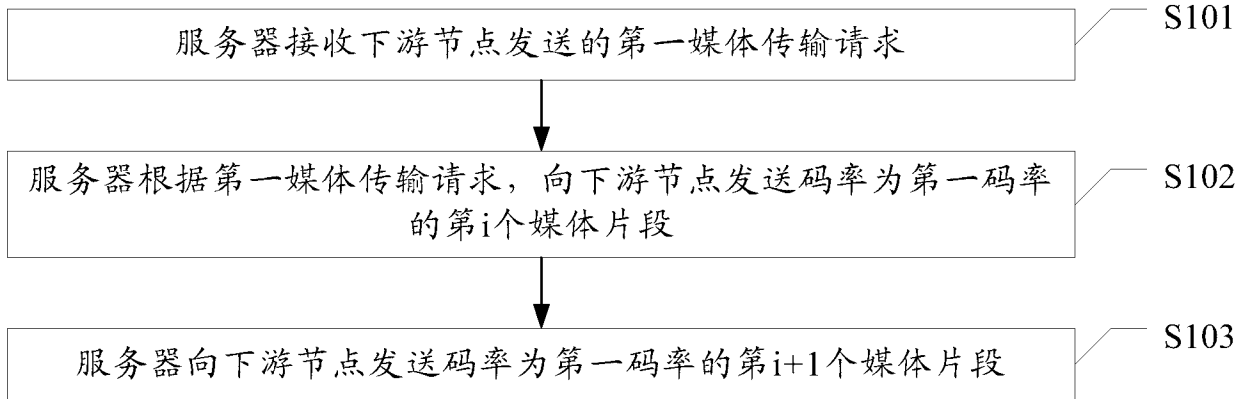 服务器接收下游节点发送的第一媒体传输请求
S101
服务器根据第一媒体传输请求，向下游节点发送码率为第一码率
的第i个媒体片段
S102
服务器向下游节点发送码率为第一码率的第i+1个媒体片段
S103